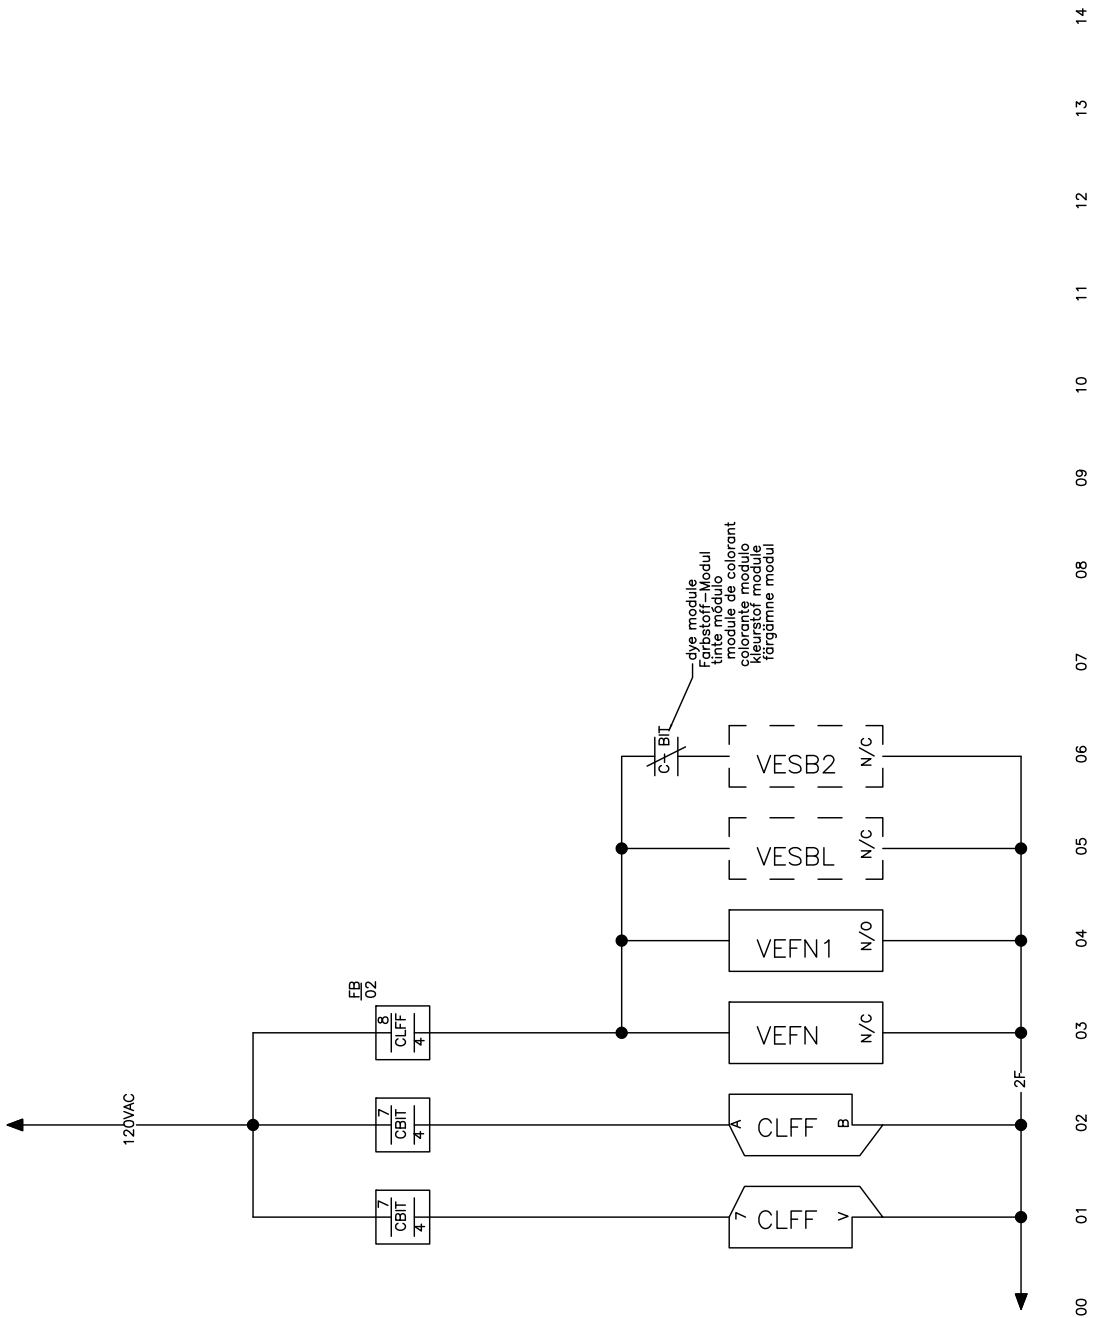 14
13
12
11
10
09
08
07
06
05
04
03
02
01
00
dye module
Farbstoff-Modul
tinte módulo
module de colorant
colorante modulo
kleurstof module
färgämne modul
C- BIT
VESB2
N/C
VESBL
N/C
VEFN1
N/O
FB
02
8
CLFF
4
VEFN
N/C
120VAC
2F
7
CBIT
4
A
CLFF
B
7
CBIT
4
7
CLFF
V